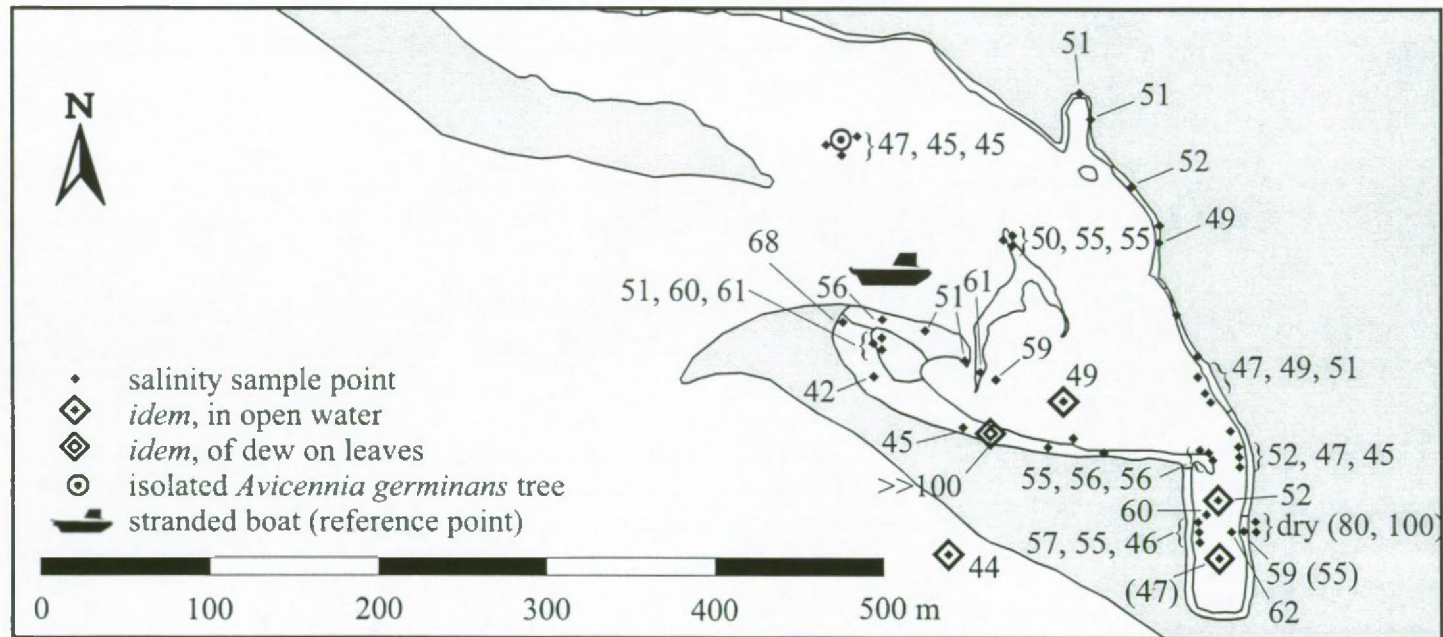 51
51
N
47, 45, 45
52
49
50, 55, 55
68
51, 60, 61
56
51
61
59
49
47, 49, 51
42
salinity sample point
idem, in open water
idem, of dew on leaves
isolated Avicennia germinans tree
stranded boat (reference point)
45
>>100
55, 56, 56
52, 47, 45
52
60
57, 55, 46
dry (80, 100)
44
(47)
59 (55)
62
0 100 200 300 400 500 m